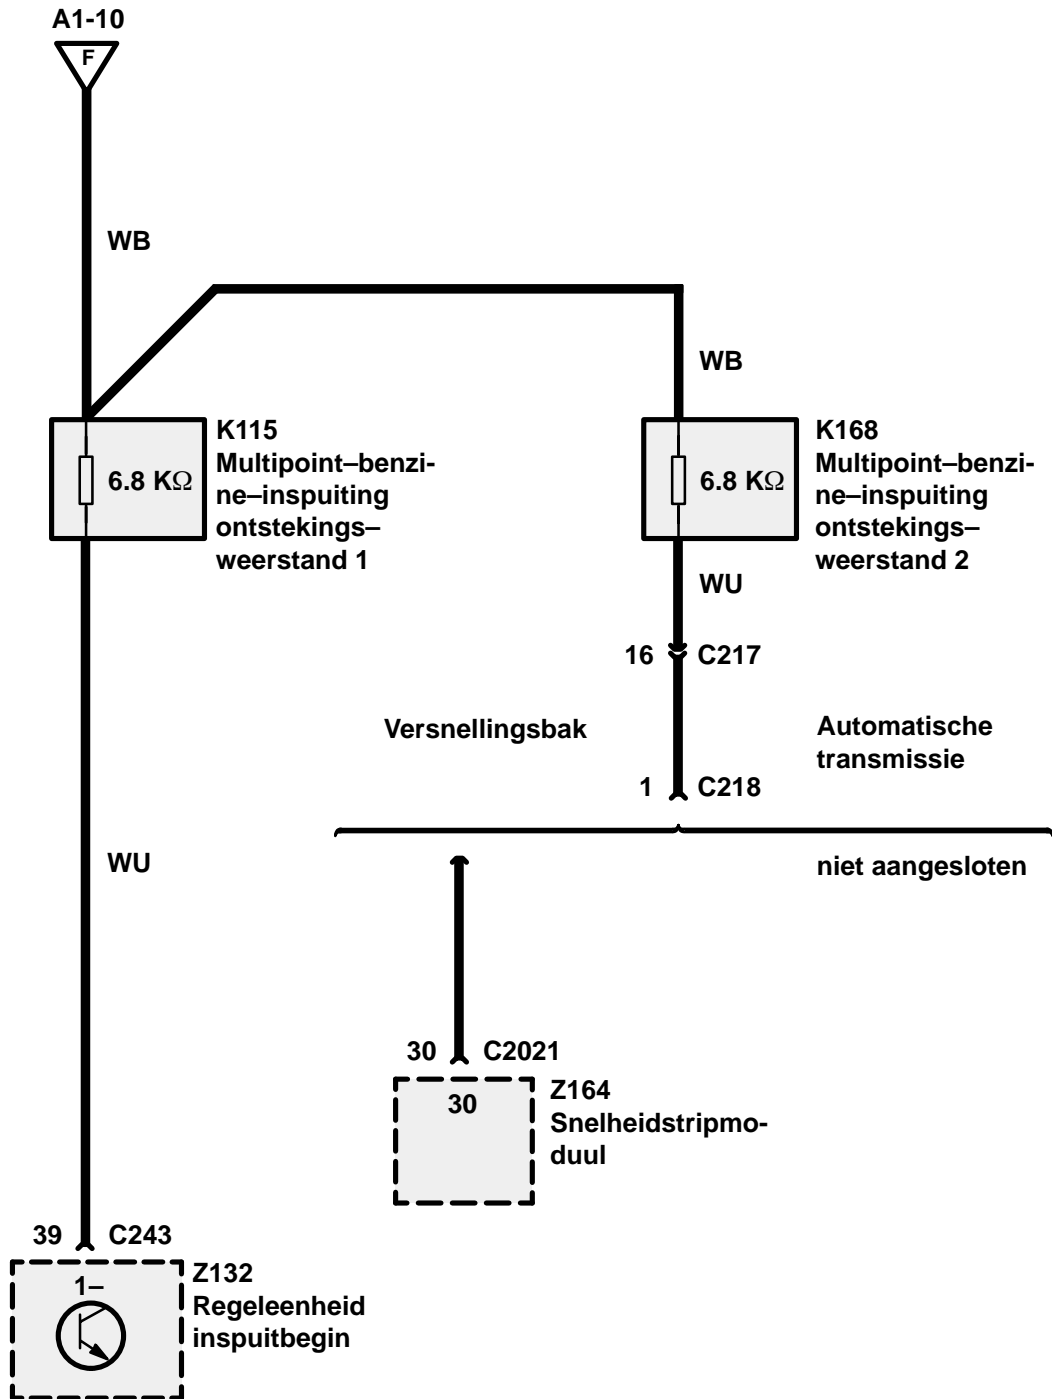 A1-10
F
WB
WB
K115
Multipoint–benzi-
ne–inspuiting
ontstekings–
weerstand 1
6.8 KΩ
K168
Multipoint–benzi-
ne–inspuiting
ontstekings–
weerstand 2
6.8 KΩ
WU
16 C217
Versnellingsbak
Automatische
transmissie
1 C218
WU
niet aangesloten
30 C2021
30
Z164
Snelheidstripmo-
duul
39 C243
1–
Z132
Regeleenheid
inspuitbegin